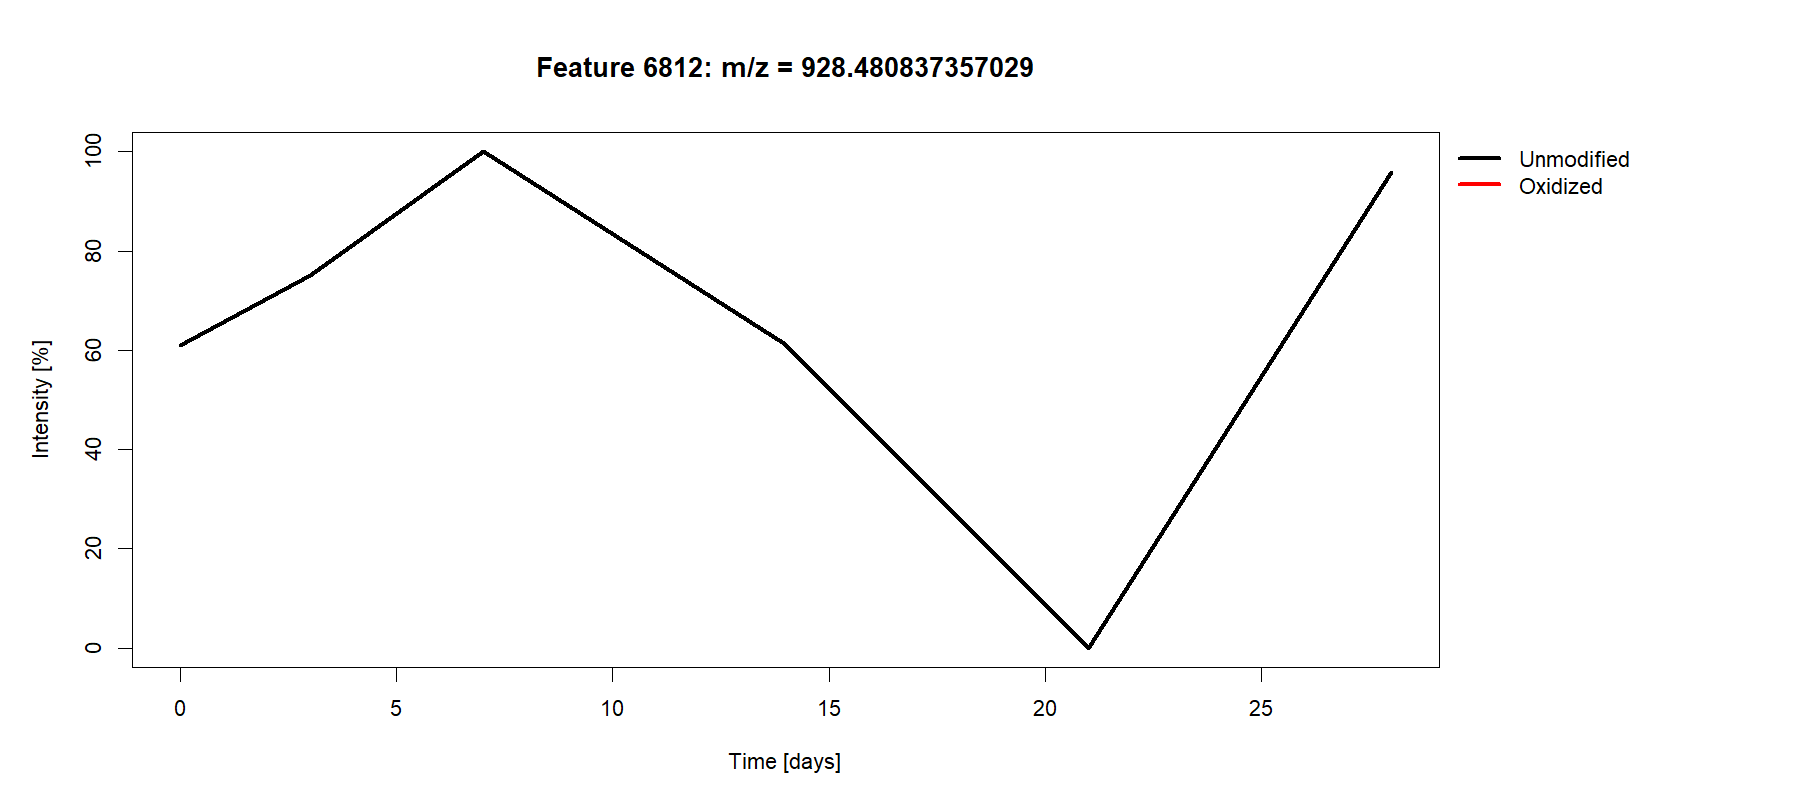 Feature 6812: m/z = 928.480837357029
Unmodified
Oxidized
Intensity [%]
100
80
60
40
20
0
0 5 10 15 20 25
Time [days]